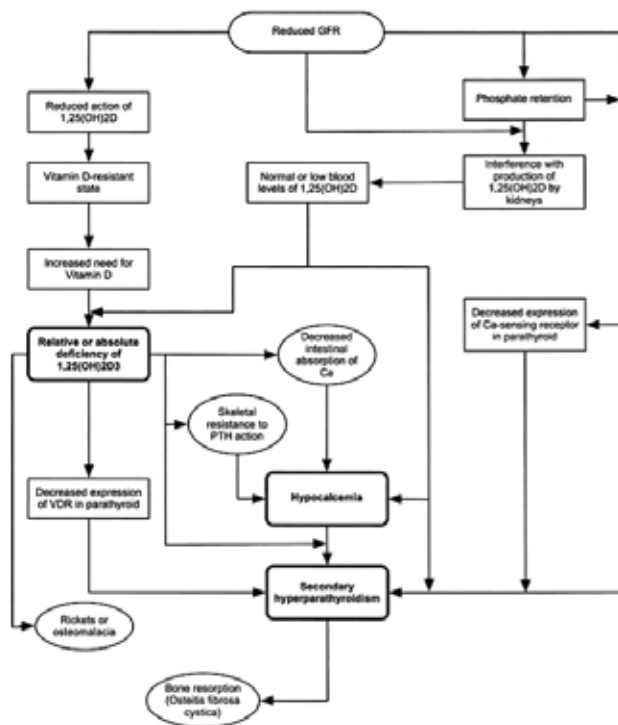 Reduced GFR
Reduced action of
1,25(OH)2D
Phosphate retention
Vitamin D-resistant
state
Normal or low blood
levels of 1,25(OH)2D
Interference with
production of
1,25(OH)2D by
kidneys
Increased need for
Vitamin D
Relative or absolute
deficiency of
1,25(OH)2D3
Decreased
intestinal
absorption of
Ca
Decreased expression
of Ca-sensing receptor
in parathyroid
Skeletal
resistance to
PTH action
Decreased expression
of VDR in parathyroid
Hypocalcemia
Secondary
hyperparathyroidism
Rickets or
osteomalacia
Bone resorption
(Osteitis fibrosa
cystica)